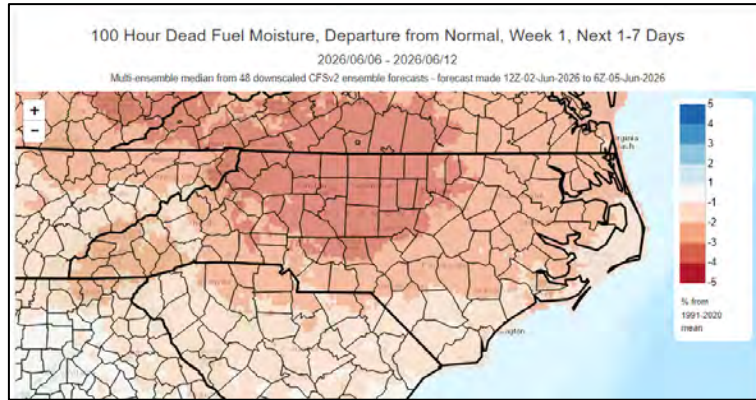 100 Hour Dead Fuel Moisture, Departure from Normal, Week 1, Next 1-7 Days
2026/06/06 - 2026/06/12
Multi-ensemble median from 48 downscaled CFSv2 ensemble forecasts - forecast made 12Z-02-Jun-2026 to 6Z-05-Jun-2026
+
−
5
4
3
2
1
-1
-2
-3
-4
-5
% from
1991-2020
mean